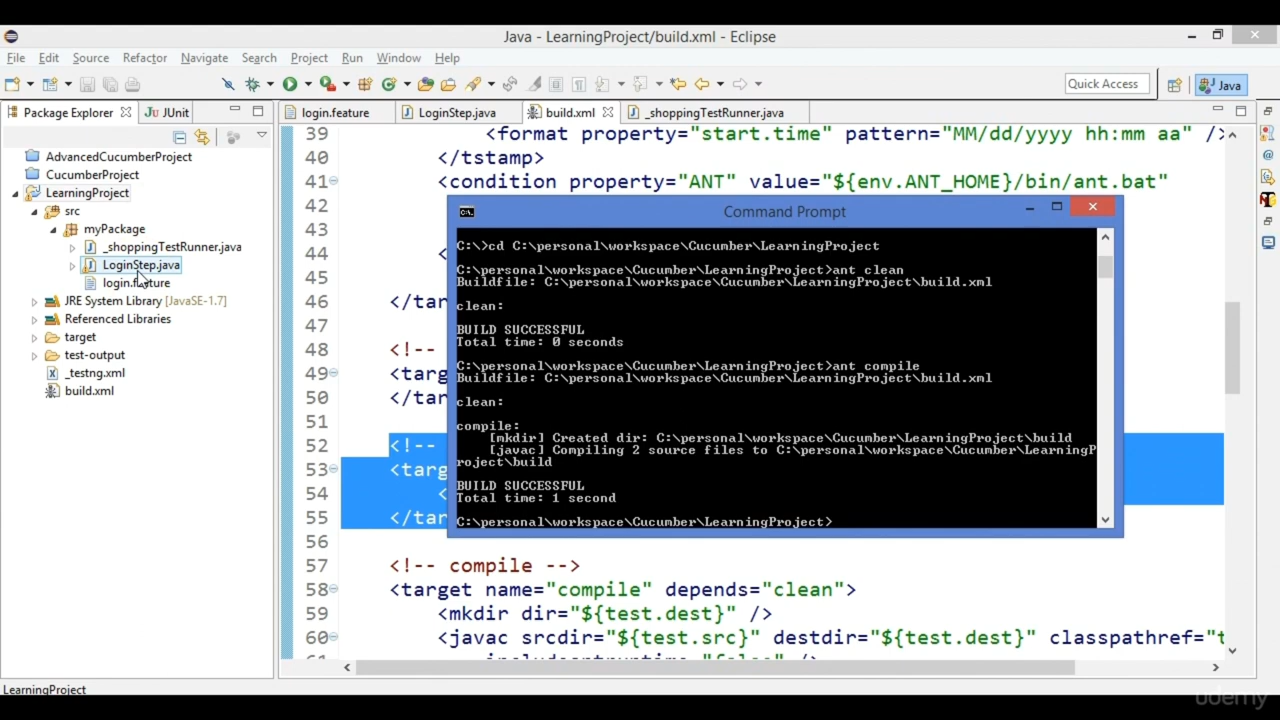 Java - LearningProject/build.xml - Eclipse
File Edit Source Refactor Navigate Search Project Run Window Help
Quick Access
Java
Package Explorer
JUnit
login.feature
LoginStep.java
build.xml
_shoppingTestRunner.java
AdvancedCucumberProject
CucumberProject
LearningProject
src
myPackage
_shoppingTestRunner.java
LoginStep.java
login.feature
JRE System Library [JavaSE-1.7]
Referenced Libraries
target
test-output
_testng.xml
build.xml
39 <format property="start.time" pattern="MM/dd/yyyy hh:mm aa" />
40 </tstamp>
41 <condition property="ANT" value="${env.ANT_HOME}/bin/ant.bat"
42
43 <
44
45
46 </tar
47
48 <!--
49 <targ
50 </tar
51
52 <!--
53 <targ
54 <
55 </tar
56
57 <!-- compile -->
58 <target name="compile" depends="clean">
59 <mkdir dir="${test.dest}" />
60 <javac srcdir="${test.src}" destdir="${test.dest}" classpathref="t
Command Prompt
C:\>cd C:\personal\workspace\Cucumber\LearningProject
C:\personal\workspace\Cucumber\LearningProject>ant clean
Buildfile: C:\personal\workspace\Cucumber\LearningProject\build.xml
clean:
BUILD SUCCESSFUL
Total time: 0 seconds
C:\personal\workspace\Cucumber\LearningProject>ant compile
Buildfile: C:\personal\workspace\Cucumber\LearningProject\build.xml
clean:
compile:
[mkdir] Created dir: C:\personal\workspace\Cucumber\LearningProject\build
[javac] Compiling 2 source files to C:\personal\workspace\Cucumber\LearningP
roject\build
BUILD SUCCESSFUL
Total time: 1 second
C:\personal\workspace\Cucumber\LearningProject>
LearningProject
udemy